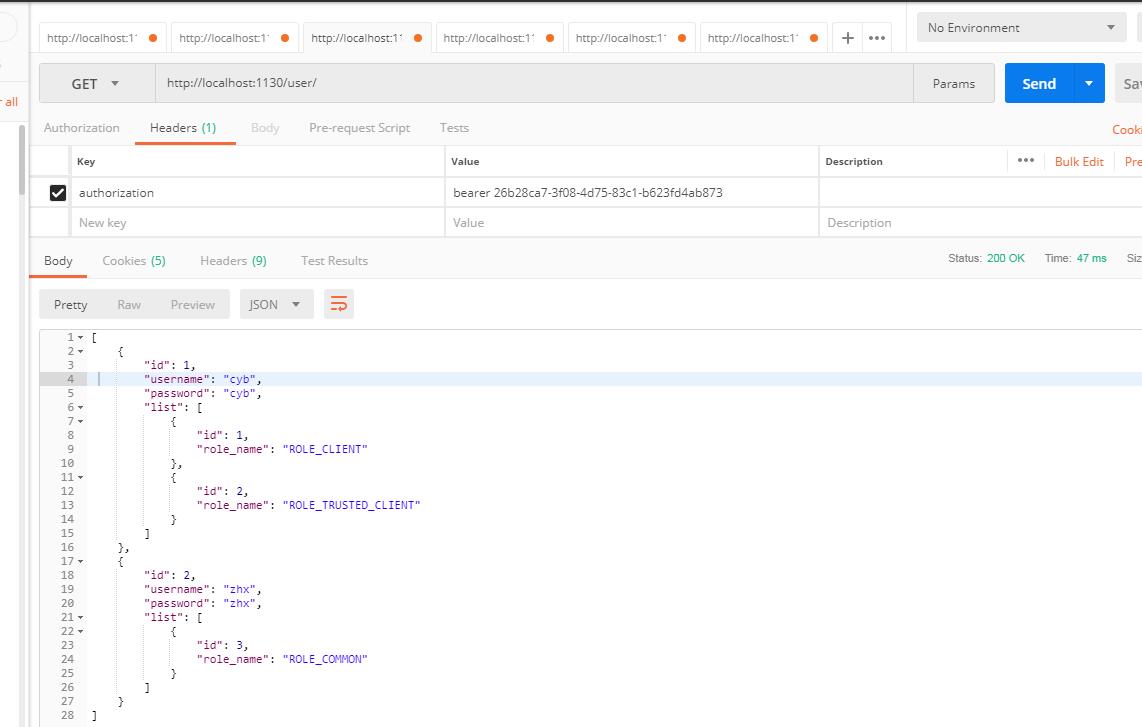 http://localhost:1' http://localhost:1' http://localhost:1' http://localhost:1' http://localhost:1' http://localhost:1' + ••• No Environment
GET http://localhost:1130/user/ Params Send Sav
r all
Authorization Headers (1) Body Pre-request Script Tests Cooki
Key Value Description ••• Bulk Edit Pre
authorization bearer 26b28ca7-3f08-4d75-83c1-b623fd4ab873
New key Value Description
Body Cookies (5) Headers (9) Test Results Status: 200 OK Time: 47 ms Siz
Pretty Raw Preview JSON
1 [
2 {
3 "id": 1,
4 "username": "cyb",
5 "password": "cyb",
6 "list": [
7 {
8 "id": 1,
9 "role_name": "ROLE_CLIENT"
10 },
11 {
12 "id": 2,
13 "role_name": "ROLE_TRUSTED_CLIENT"
14 }
15 ]
16 },
17 {
18 "id": 2,
19 "username": "zhx",
20 "password": "zhx",
21 "list": [
22 {
23 "id": 3,
24 "role_name": "ROLE_COMMON"
25 }
26 ]
27 }
28 ]